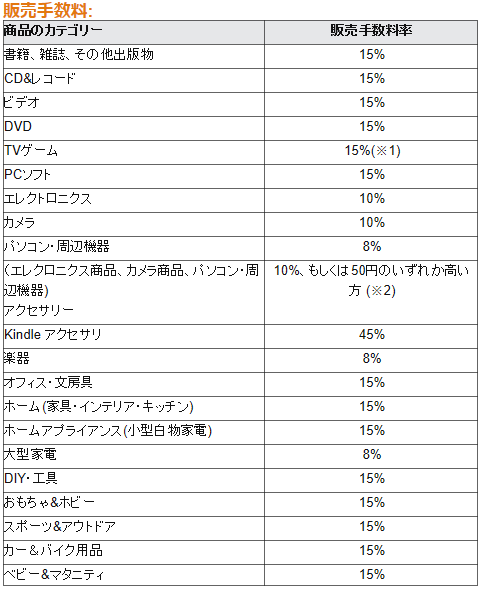 販売手数料:
商品のカテゴリー 販売手数料率
書籍、雑誌、その他出版物 15%
CD&レコード 15%
ビデオ 15%
DVD 15%
TVゲーム 15%(※1)
PCソフト 15%
エレクトロニクス 10%
カメラ 10%
パソコン・周辺機器 8%
（エレクロニクス商品、カメラ商品、パソコン・周
辺機器)
アクセサリー
10%、もしくは50円のいずれか高い
方 (※2)
Kindle アクセサリ 45%
楽器 8%
オフィス・文房具 15%
ホーム (家具・インテリア・キッチン) 15%
ホームアプライアンス(小型白物家電) 15%
大型家電 8%
DIY・工具 15%
おもちゃ&ホビー 15%
スポーツ&アウトドア 15%
カー＆バイク用品 15%
ベビー&マタニティ 15%